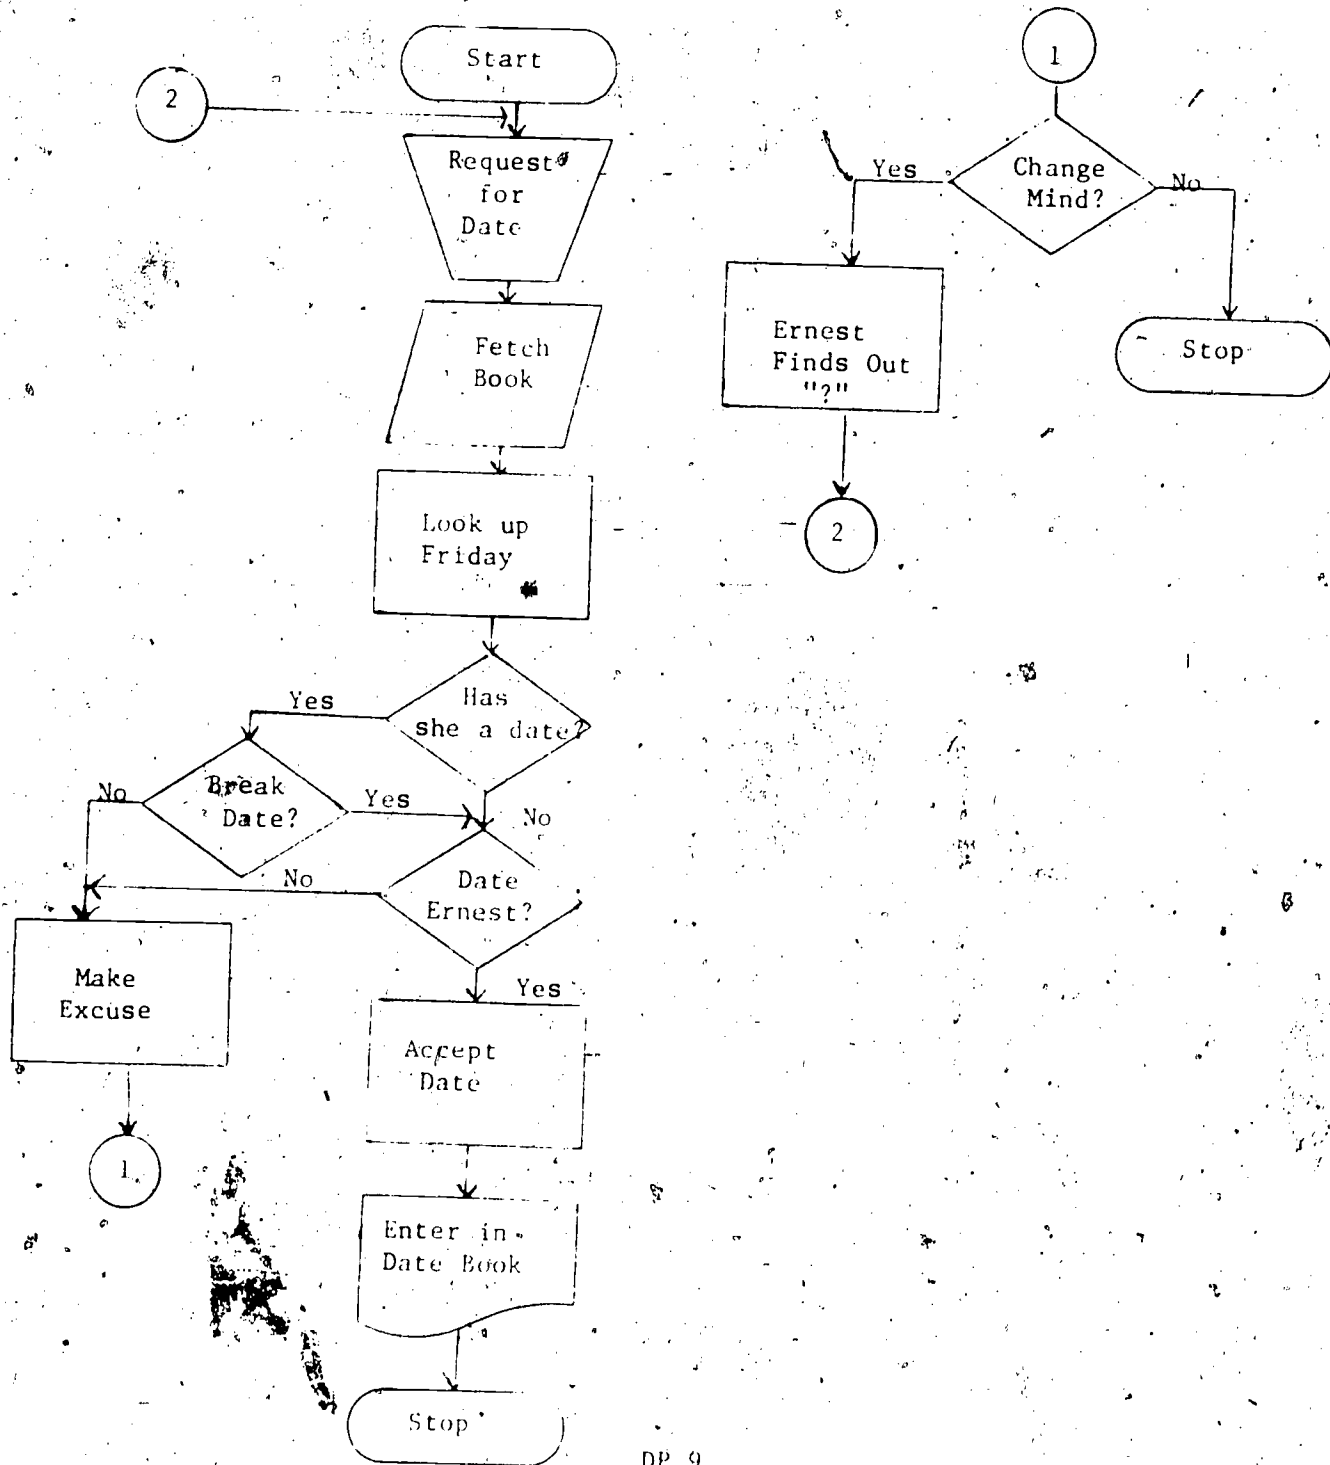 Start
2
Request
for
Date
Fetch
Book
Look up
Friday
Has
she a date?
Yes
No
Break
Date?
No
Yes
Date
Ernest?
No
Yes
Make
Excuse
1
Accept
Date
Enter in
Date Book
Stop
1
Change
Mind?
Yes
No
Ernest
Finds Out
"?"
Stop
2
DP 9